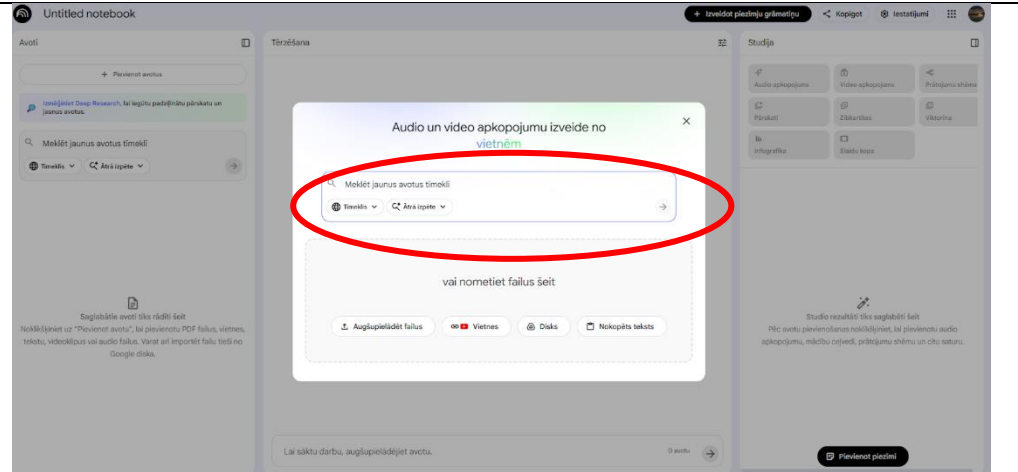 Untitled notebook
+ Izveidot piezīmju grāmatiņu
Kopīgot
Iestatījumi
Avoti
Tērzēšana
Studija
+ Pievienot avotus
Izmēģiniet Deep Research, lai iegūtu padziļinātu pārskatu un
jaunus avotus.
Meklēt jaunus avotus tīmeklī
Tīmeklis
Ātrā izpēte
Saglabātie avoti tiks rādīti šeit
Noklikšķiniet uz "Pievienot avotu", lai pievienotu PDF failus, vietnes,
tekstu, videoklipus vai audio failus. Varat arī importēt failu tieši no
Google diska.
Audio un video apkopojumu izveide no
vietnēm
Meklēt jaunus avotus tīmeklī
Tīmeklis
Ātrā izpēte
vai nometiet failus šeit
Augšupielādēt failus
Vietnes
Disks
Nokopēts teksts
Lai sāktu darbu, augšupielādējiet avotu.
0 avotu
Audio apkopojums
Video apkopojums
Prātojumu shēma
Pārskati
Zibkartītes
Viktorīna
Infografika
Slaidu kopa
Studio rezultāti tiks saglabāti šeit
Pēc avotu pievienošanas noklikšķiniet, lai pievienotu audio
apkopojumu, mācību ceļvedi, prātojumu shēmu un citu saturu.
Pievienot piezīmi